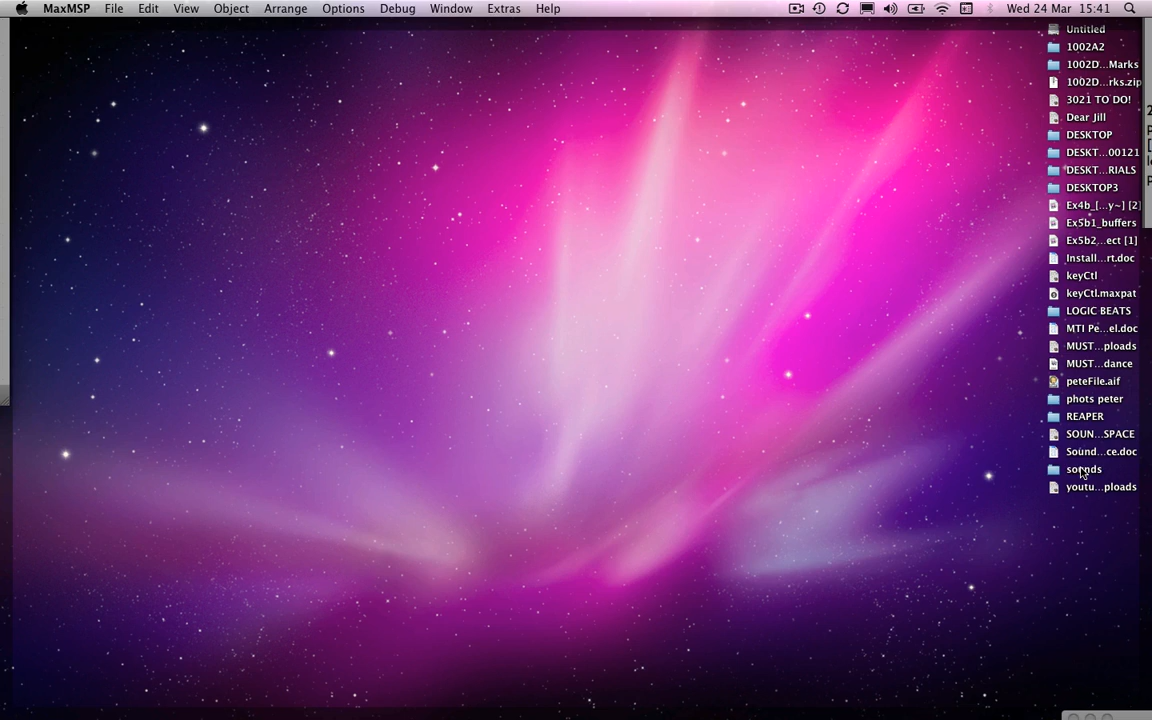 MaxMSP File Edit View Object Arrange Options Debug Window Extras Help Wed 24 Mar 15:41
Untitled
1002A2
1002D...Marks
1002D...rks.zip
3021 TO DO!
Dear Jill
DESKTOP
DESKT...00121
DESKT...RIALS
DESKTOP3
Ex4b_[...y~] [2]
Ex5b1_buffers
Ex5b2...ect [1]
Install...rt.doc
keyCtl
keyCtl.maxpat
LOGIC BEATS
MTI Pe...el.doc
MUST...ploads
MUST...dance
peteFile.aif
phots peter
REAPER
SOUN...SPACE
Sound...ce.doc
sounds
youtu...ploads